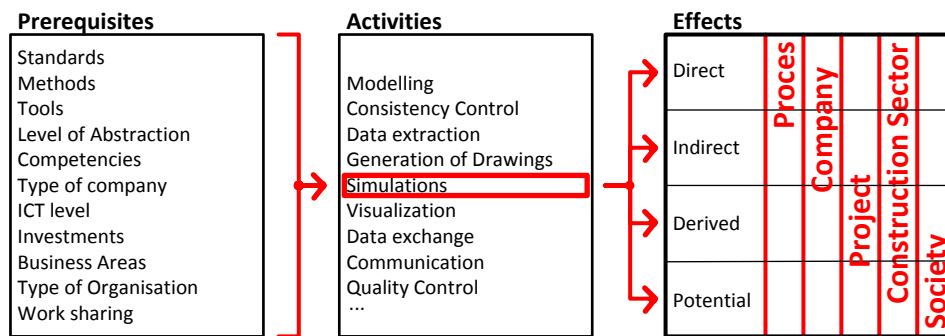 Prerequisites
Standards
Methods
Tools
Level of Abstraction
Competencies
Type of company
ICT level
Investments
Business Areas
Type of Organisation
Work sharing
Activities
Modelling
Consistency Control
Data extraction
Generation of Drawings
Simulations
Visualization
Data exchange
Communication
Quality Control
...
Effects
Direct
Indirect
Derived
Potential
Proces
Company
Project
Construction Sector
Society